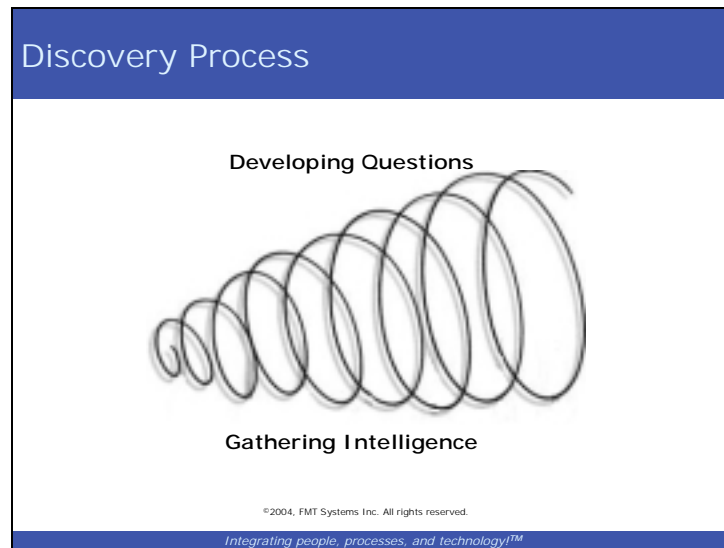 Discovery Process
Developing Questions
Gathering Intelligence
©2004, FMT Systems Inc. All rights reserved.
Integrating people, processes, and technology!™